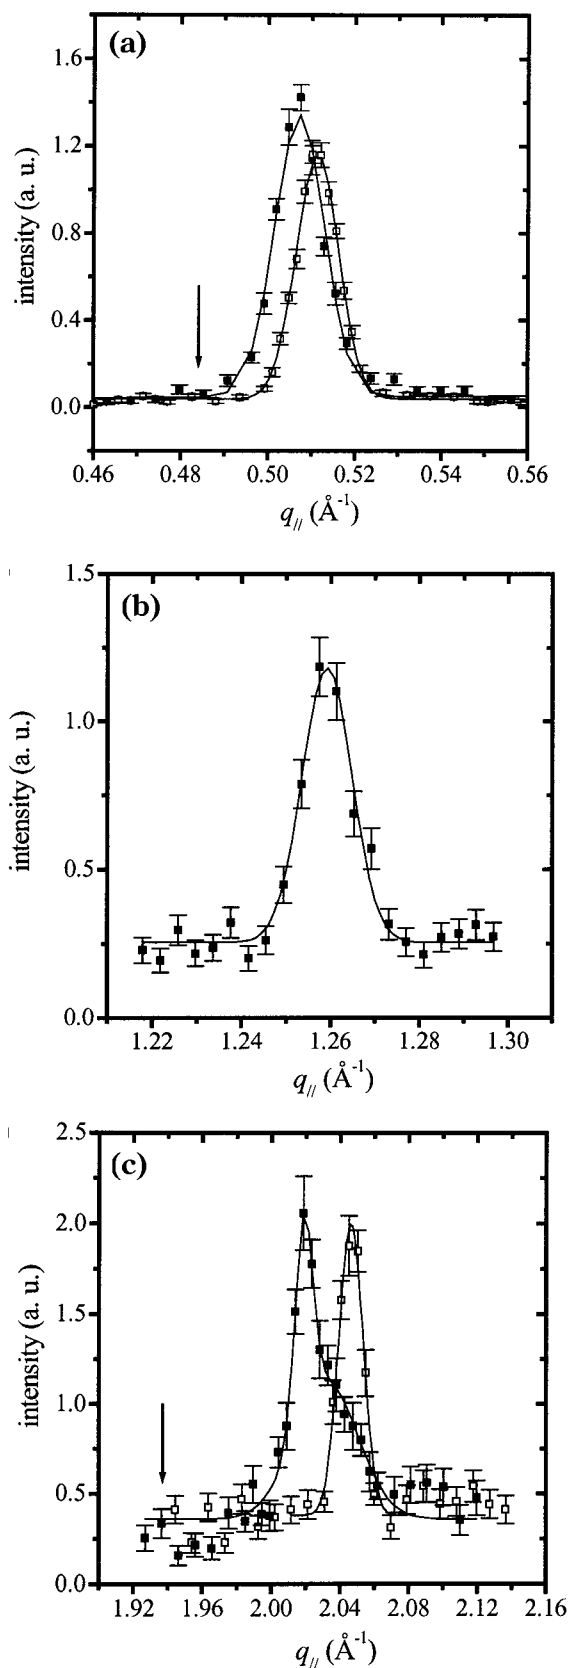 (a)
1.6
1.2
0.8
0.4
0.0
intensity (a. u.)
0.46 0.48 0.50 0.52 0.54 0.56
q// (Å-1)
(b)
1.5
1.0
0.5
0.0
intensity (a. u.)
1.22 1.24 1.26 1.28 1.30
q// (Å-1)
(c)
2.5
2.0
1.5
1.0
0.5
0.0
intensity (a. u.)
1.92 1.96 2.00 2.04 2.08 2.12 2.16
q// (Å-1)